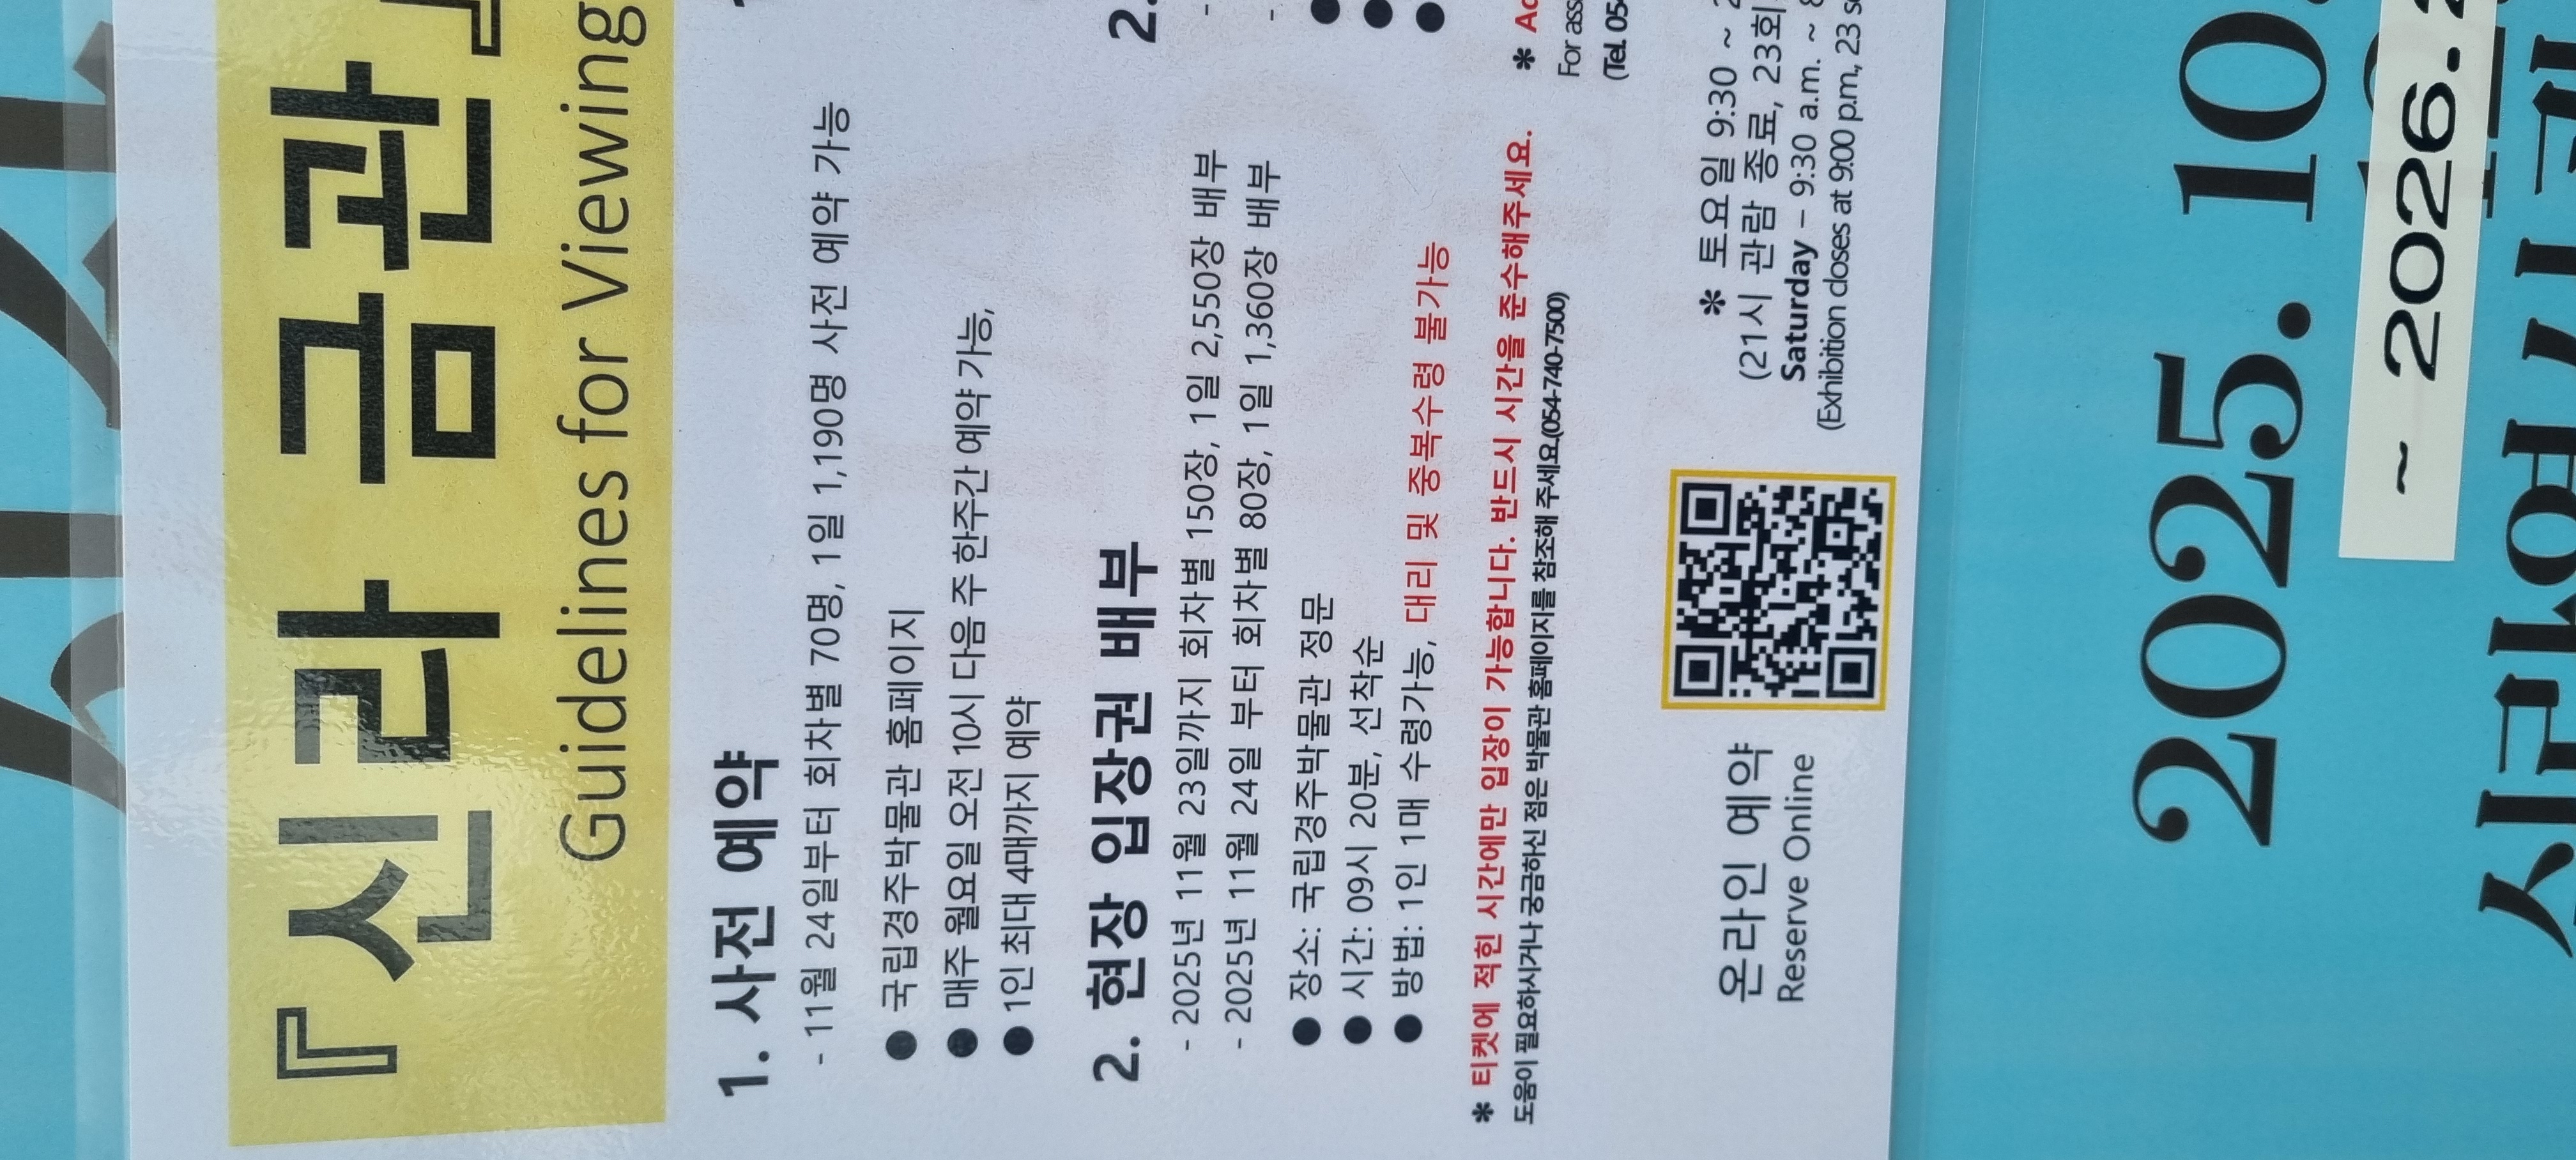 『신라 금관』
Guidelines for Viewing
1. 사전 예약
- 11월 24일부터 회차별 70명, 1일 1,190명 사전 예약 가능
● 국립경주박물관 홈페이지
● 매주 월요일 오전 10시 다음 주 한주간 예약 가능,
● 1인 최대 4매까지 예약
2. 현장 입장권 배부
- 2025년 11월 23일까지 회차별 150장, 1일 2,550장 배부
- 2025년 11월 24일 부터 회차별 80장, 1일 1,360장 배부
● 장소: 국립경주박물관 정문
● 시간: 09시 20분, 선착순
● 방법: 1인 1매 수령가능, 대리 및 중복수령 불가능
* 티켓에 적힌 시간에만 입장이 가능합니다. 반드시 시간을 준수해주세요.
도움이 필요하시거나 궁금하신 점은 박물관 홈페이지를 참조해 주세요.(054-740-7500)
2.
-
-
●
●
●
*
For ass
(Tel. 05
온라인 예약
Reserve Online
* 토요일 9:30 ~
(21시 관람 종료, 23회
Saturday – 9:30 a.m. ~
(Exhibition closes at 9:00 p.m, 23
2025. 10.
~ 2026.